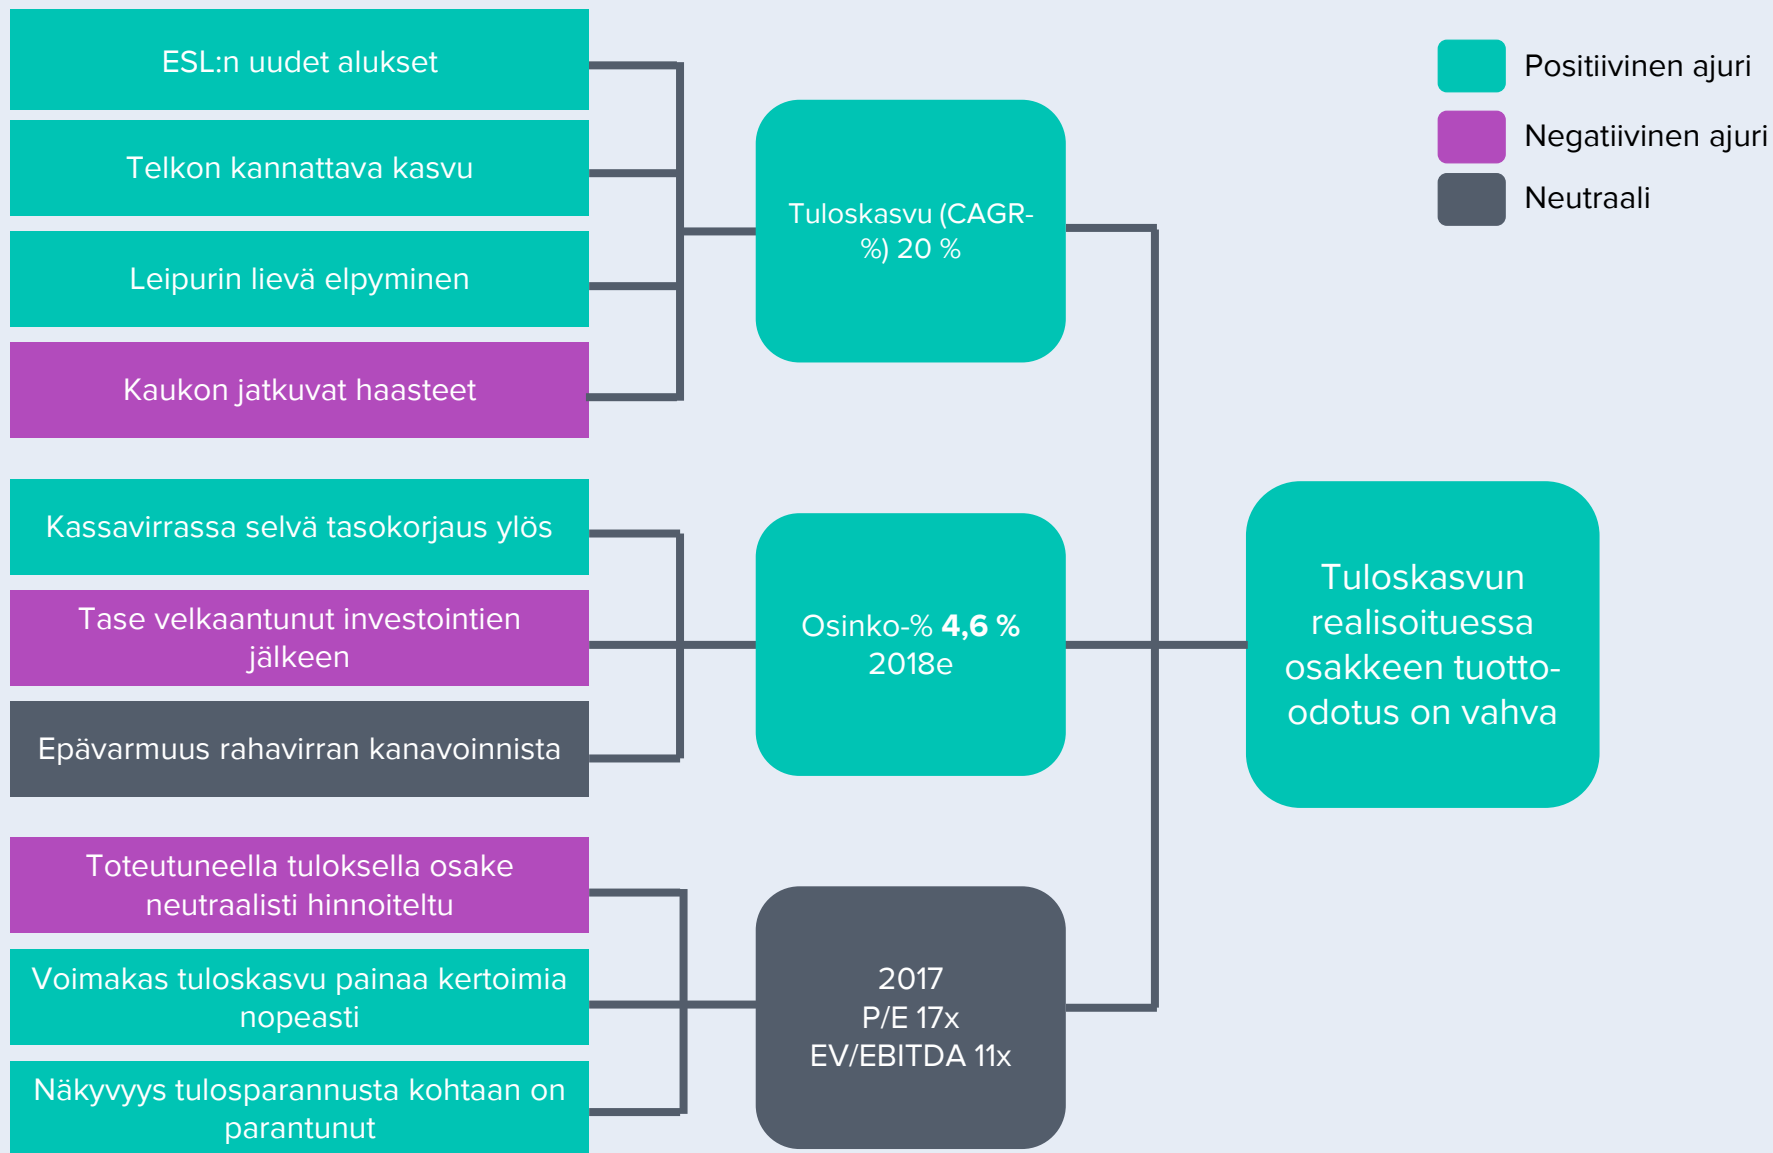 ESL:n uudet alukset
Telkon kannattava kasvu
Leipurin lievä elpyminen
Kaukon jatkuvat haasteet
Tuloskasvu (CAGR-
%) 20 %
Positiivinen ajuri
Negatiivinen ajuri
Neutraali
Kassavirrassa selvä tasokorjaus ylös
Tase velkaantunut investointien
jälkeen
Epävarmuus rahavirran kanavoinnista
Osinko-% 4,6 %
2018e
Tuloskasvun
realisoituessa
osakkeen tuotto-
odotus on vahva
Toteutuneella tuloksella osake
neutraalisti hinnoiteltu
Voimakas tuloskasvu painaa kertoimia
nopeasti
Näkyvyys tulosparannusta kohtaan on
parantunut
2017
P/E 17x
EV/EBITDA 11x